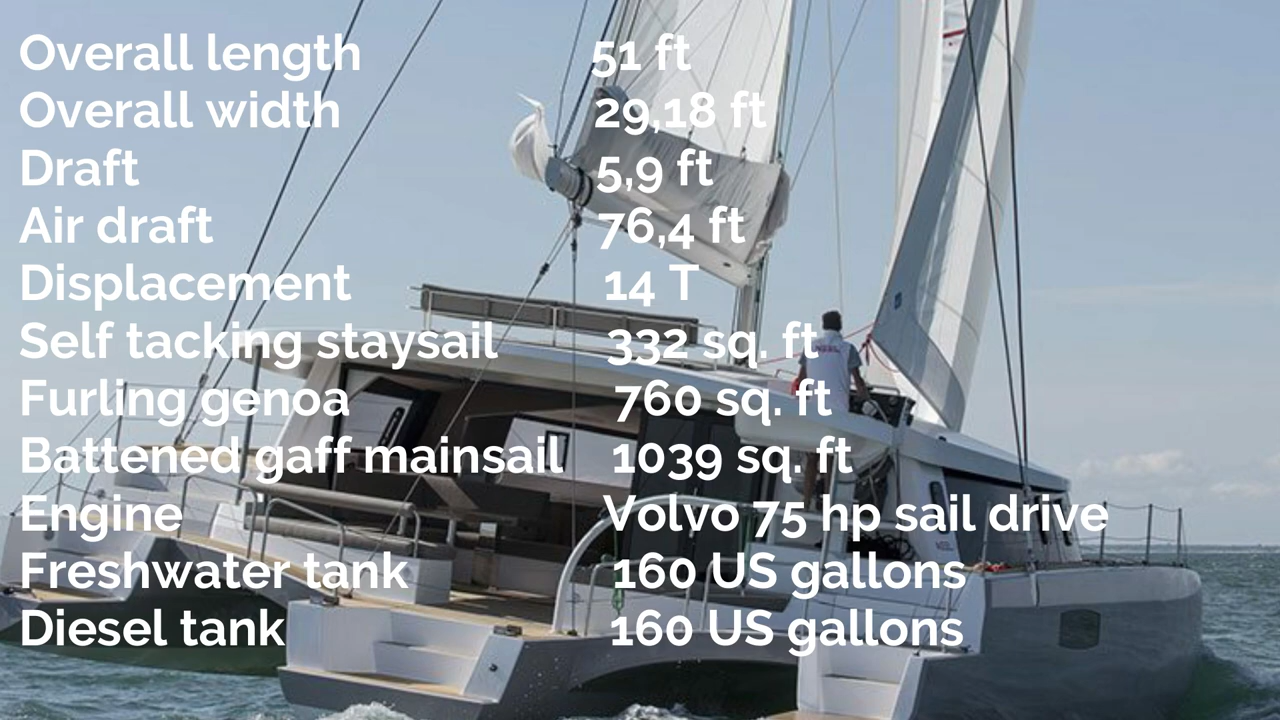 Overall length 51 ft
Overall width 29,18 ft
Draft 5,9 ft
Air draft 76,4 ft
Displacement 14 T
Self tacking staysail 332 sq. ft
Furling genoa 760 sq. ft
Battened gaff mainsail 1039 sq. ft
Engine Volvo 75 hp sail drive
Freshwater tank 160 US gallons
Diesel tank 160 US gallons